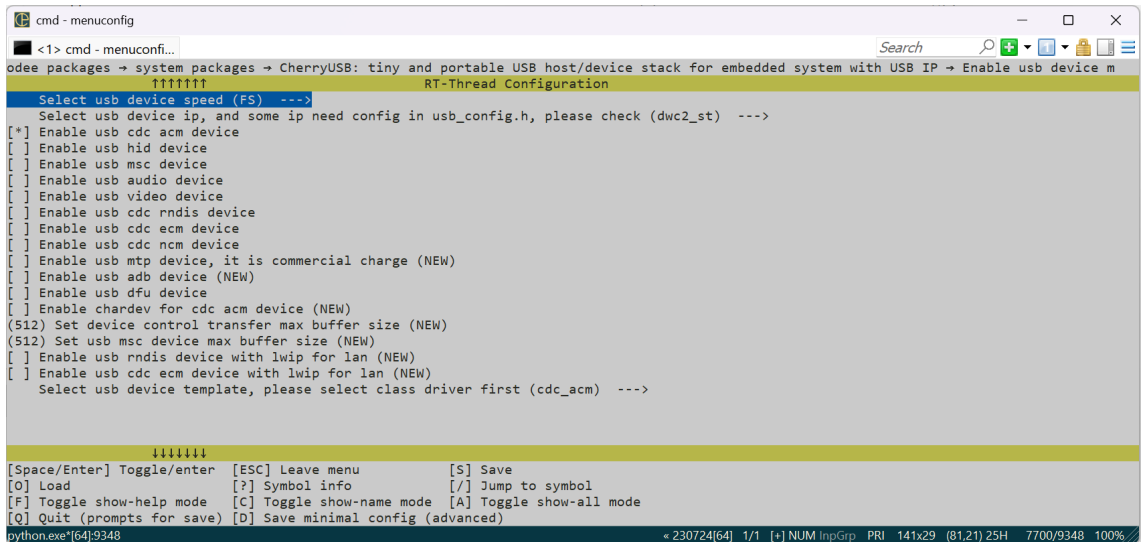 cmd - menuconfig
<1> cmd - menuconfi... Search
odee packages → system packages → CherryUSB: tiny and portable USB host/device stack for embedded system with USB IP → Enable usb device m
↑↑↑↑↑↑↑ RT-Thread Configuration
Select usb device speed (FS) --->
Select usb device ip, and some ip need config in usb_config.h, please check (dwc2_st) --->
[*] Enable usb cdc acm device
[ ] Enable usb hid device
[ ] Enable usb msc device
[ ] Enable usb audio device
[ ] Enable usb video device
[ ] Enable usb cdc rndis device
[ ] Enable usb cdc ecm device
[ ] Enable usb cdc ncm device
[ ] Enable usb mtp device, it is commercial charge (NEW)
[ ] Enable usb adb device (NEW)
[ ] Enable usb dfu device
[ ] Enable chardev for cdc acm device (NEW)
(512) Set device control transfer max buffer size (NEW)
(512) Set usb msc device max buffer size (NEW)
[ ] Enable usb rndis device with lwip for lan (NEW)
[ ] Enable usb cdc ecm device with lwip for lan (NEW)
Select usb device template, please select class driver first (cdc_acm) --->
↓↓↓↓↓↓↓
[Space/Enter] Toggle/enter [ESC] Leave menu [S] Save
[O] Load [?] Symbol info [/] Jump to symbol
[F] Toggle show-help mode [C] Toggle show-name mode [A] Toggle show-all mode
[Q] Quit (prompts for save) [D] Save minimal config (advanced)
python.exe*[64]:9348 « 230724[64] 1/1 [+] NUM InpGrp PRI 141x29 (81,21) 25H 7700/9348 100%